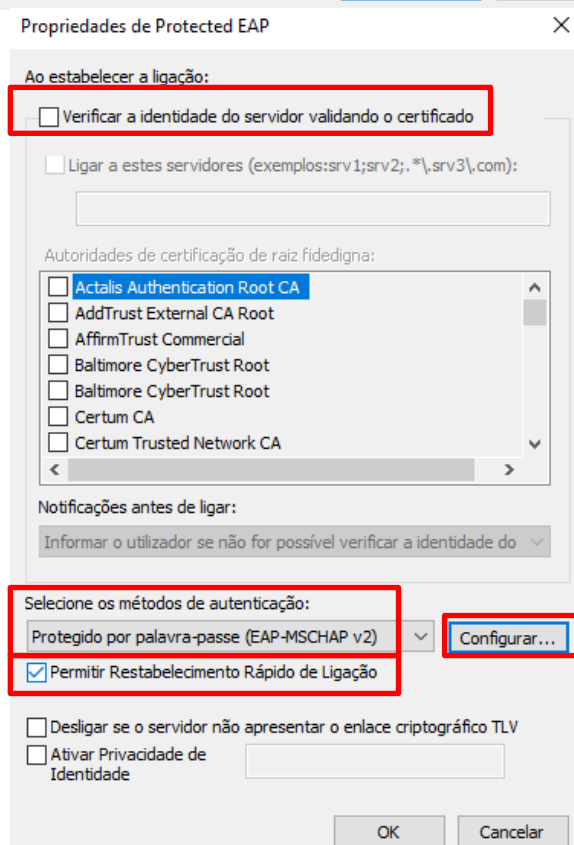 Propriedades de Protected EAP
Ao estabelecer a ligação:
Verificar a identidade do servidor validando o certificado
Ligar a estes servidores (exemplos:srv1;srv2;.*\.srv3\.com):
Autoridades de certificação de raiz fidedigna:
Actalis Authentication Root CA
AddTrust External CA Root
AffirmTrust Commercial
Baltimore CyberTrust Root
Baltimore CyberTrust Root
Certum CA
Certum Trusted Network CA
Notificações antes de ligar:
Informar o utilizador se não for possível verificar a identidade do
Selecione os métodos de autenticação:
Protegido por palavra-passe (EAP-MSCHAP v2) Configurar...
Permitir Restabelecimento Rápido de Ligação
Desligar se o servidor não apresentar o enlace criptográfico TLV
Ativar Privacidade de
Identidade
OK Cancelar